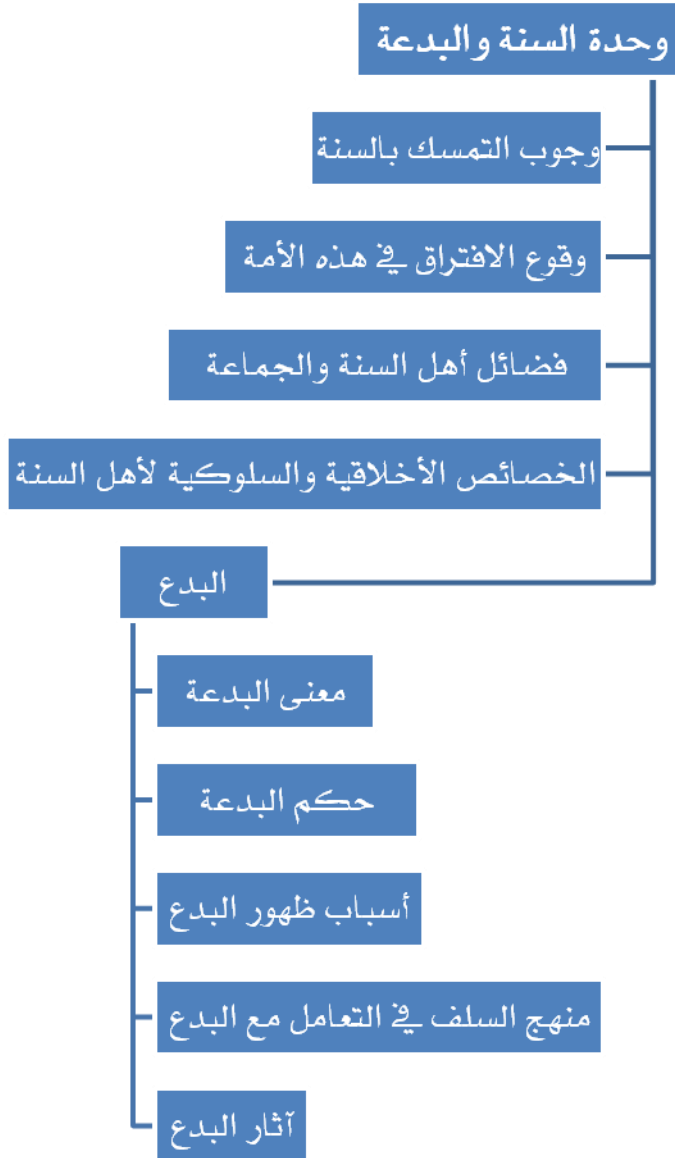 وحدة السنة والبدعة
وجوب التمسك بالسنة
وقوع الافتراق في هذه الأمة
فضائل أهل السنة والجماعة
الخصائص الأخلاقية والسلوكية لأهل السنة
البدع
معنى البدعة
حكم البدعة
أسباب ظهور البدع
منهج السلف في التعامل مع البدع
آثار البدع